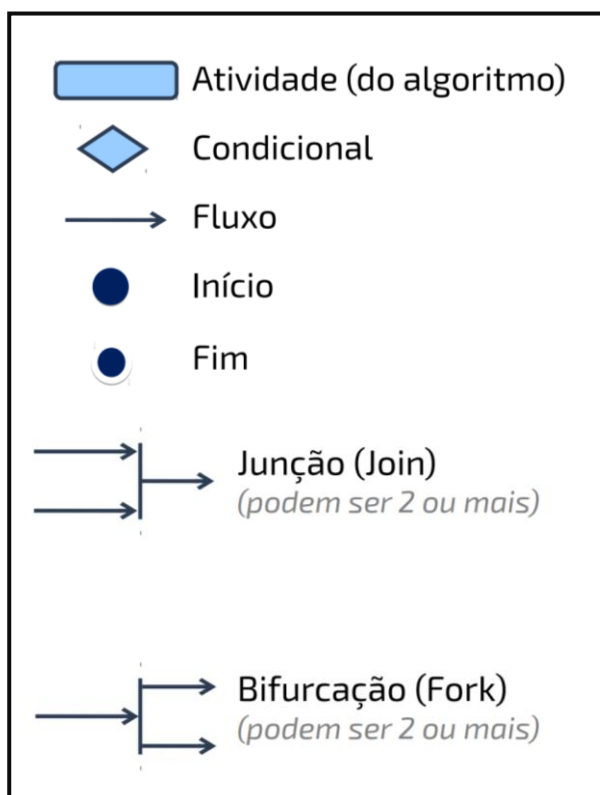 Atividade (do algoritmo)
Condicional
Fluxo
Início
Fim
Junção (Join)
(podem ser 2 ou mais)
Bifurcação (Fork)
(podem ser 2 ou mais)